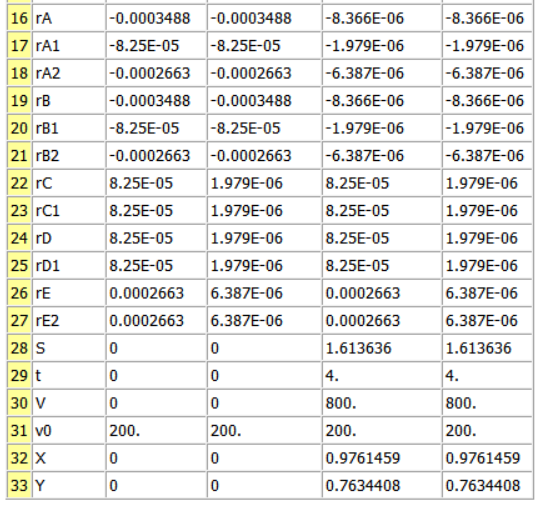 16 rA -0.0003488 -0.0003488 -8.366E-06 -8.366E-06
17 rA1 -8.25E-05 -8.25E-05 -1.979E-06 -1.979E-06
18 rA2 -0.0002663 -0.0002663 -6.387E-06 -6.387E-06
19 rB -0.0003488 -0.0003488 -8.366E-06 -8.366E-06
20 rB1 -8.25E-05 -8.25E-05 -1.979E-06 -1.979E-06
21 rB2 -0.0002663 -0.0002663 -6.387E-06 -6.387E-06
22 rC 8.25E-05 1.979E-06 8.25E-05 1.979E-06
23 rC1 8.25E-05 1.979E-06 8.25E-05 1.979E-06
24 rD 8.25E-05 1.979E-06 8.25E-05 1.979E-06
25 rD1 8.25E-05 1.979E-06 8.25E-05 1.979E-06
26 rE 0.0002663 6.387E-06 0.0002663 6.387E-06
27 rE2 0.0002663 6.387E-06 0.0002663 6.387E-06
28 S 0 0 1.613636 1.613636
29 t 0 0 4. 4.
30 V 0 0 800. 800.
31 v0 200. 200. 200. 200.
32 X 0 0 0.9761459 0.9761459
33 Y 0 0 0.7634408 0.7634408